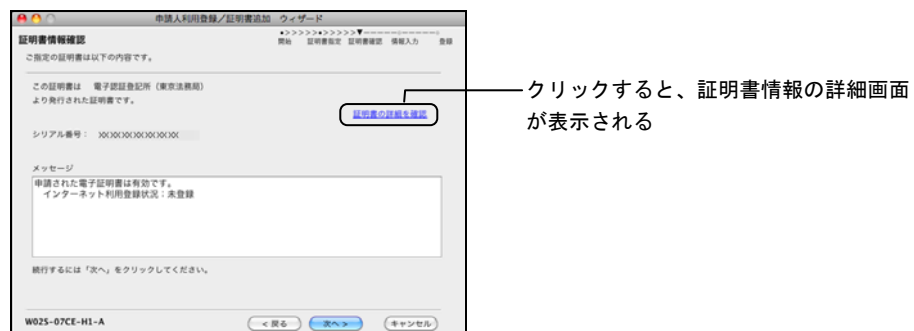 申請人利用登録/証明書追加 ウィザード
証明書情報確認
•>>>>>•>>>>>▼
開始 証明書指定 証明書確認 情報入力 登録
ご指定の証明書は以下の内容です。
この証明書は 電子認証登記所(東京法務局)
より発行された証明書です。
証明書の詳細を確認
シリアル番号:
メッセージ
申請された電子証明書は有効です。
インターネット利用登録状況:未登録
続行するには「次へ」をクリックしてください。
W02S-07CE-H1-A
< 戻る 次へ > キャンセル
クリックすると、証明書情報の詳細画面
が表示される